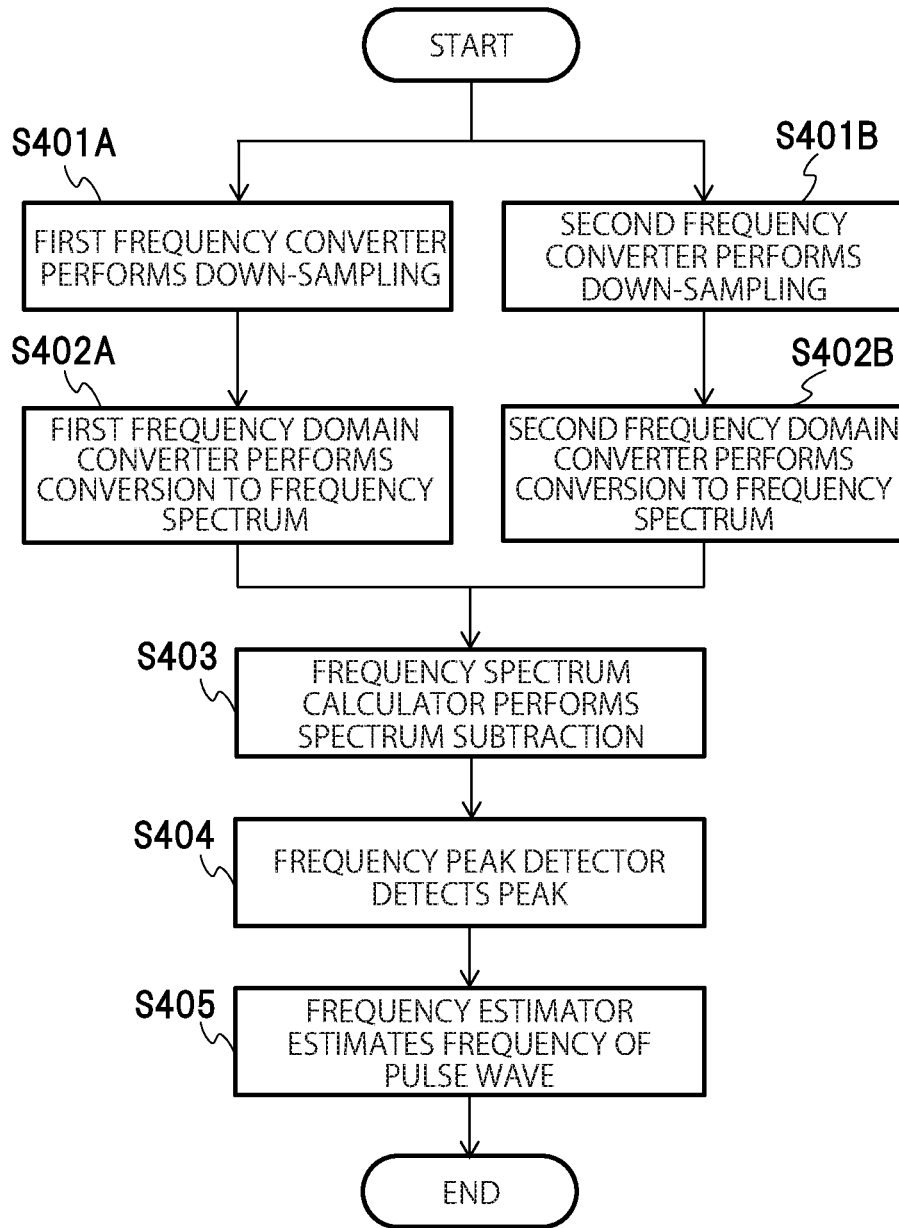 START
S401A
FIRST FREQUENCY CONVERTER
PERFORMS DOWN-SAMPLING
S401B
SECOND FREQUENCY
CONVERTER PERFORMS
DOWN-SAMPLING
S402A
FIRST FREQUENCY DOMAIN
CONVERTER PERFORMS
CONVERSION TO FREQUENCY
SPECTRUM
S402B
SECOND FREQUENCY DOMAIN
CONVERTER PERFORMS
CONVERSION TO FREQUENCY
SPECTRUM
S403
FREQUENCY SPECTRUM
CALCULATOR PERFORMS
SPECTRUM SUBTRACTION
S404
FREQUENCY PEAK DETECTOR
DETECTS PEAK
S405
FREQUENCY ESTIMATOR
ESTIMATES FREQUENCY OF
PULSE WAVE
END